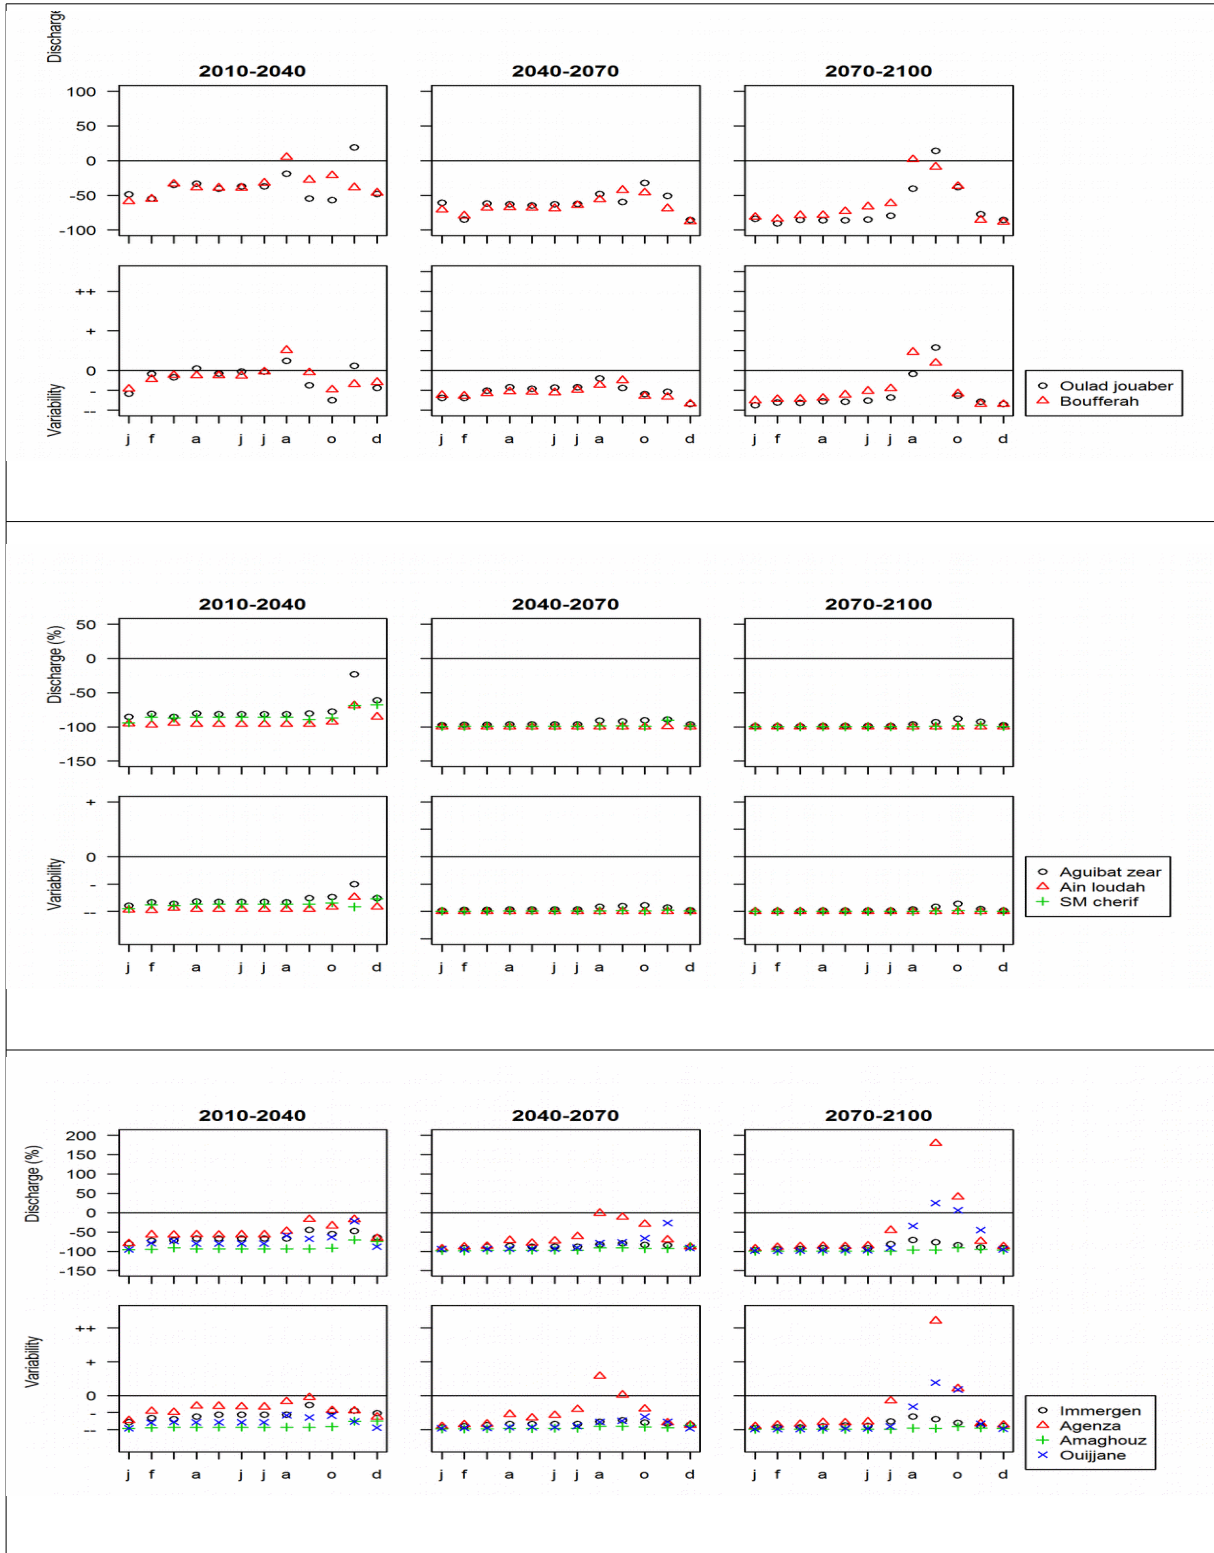 Discharge
2010-2040 2040-2070 2070-2100
100
50
0
-50
-100
++
+
0
-
--
Variability
j f a j j a o d j f a j j a o d j f a j j a o d
Oulad jouaber
Boufferah
2010-2040 2040-2070 2070-2100
Discharge (%)
50
0
-50
-100
-150
Variability
+
0
-
--
j f a j j a o d j f a j j a o d j f a j j a o d
Aguibat zear
Ain loudah
SM cherif
2010-2040 2040-2070 2070-2100
Discharge (%)
200
150
100
50
0
-50
-100
-150
Variability
++
+
0
-
--
j f a j j a o d j f a j j a o d j f a j j a o d
Immergen
Agenza
Amaghouz
Ouijjane